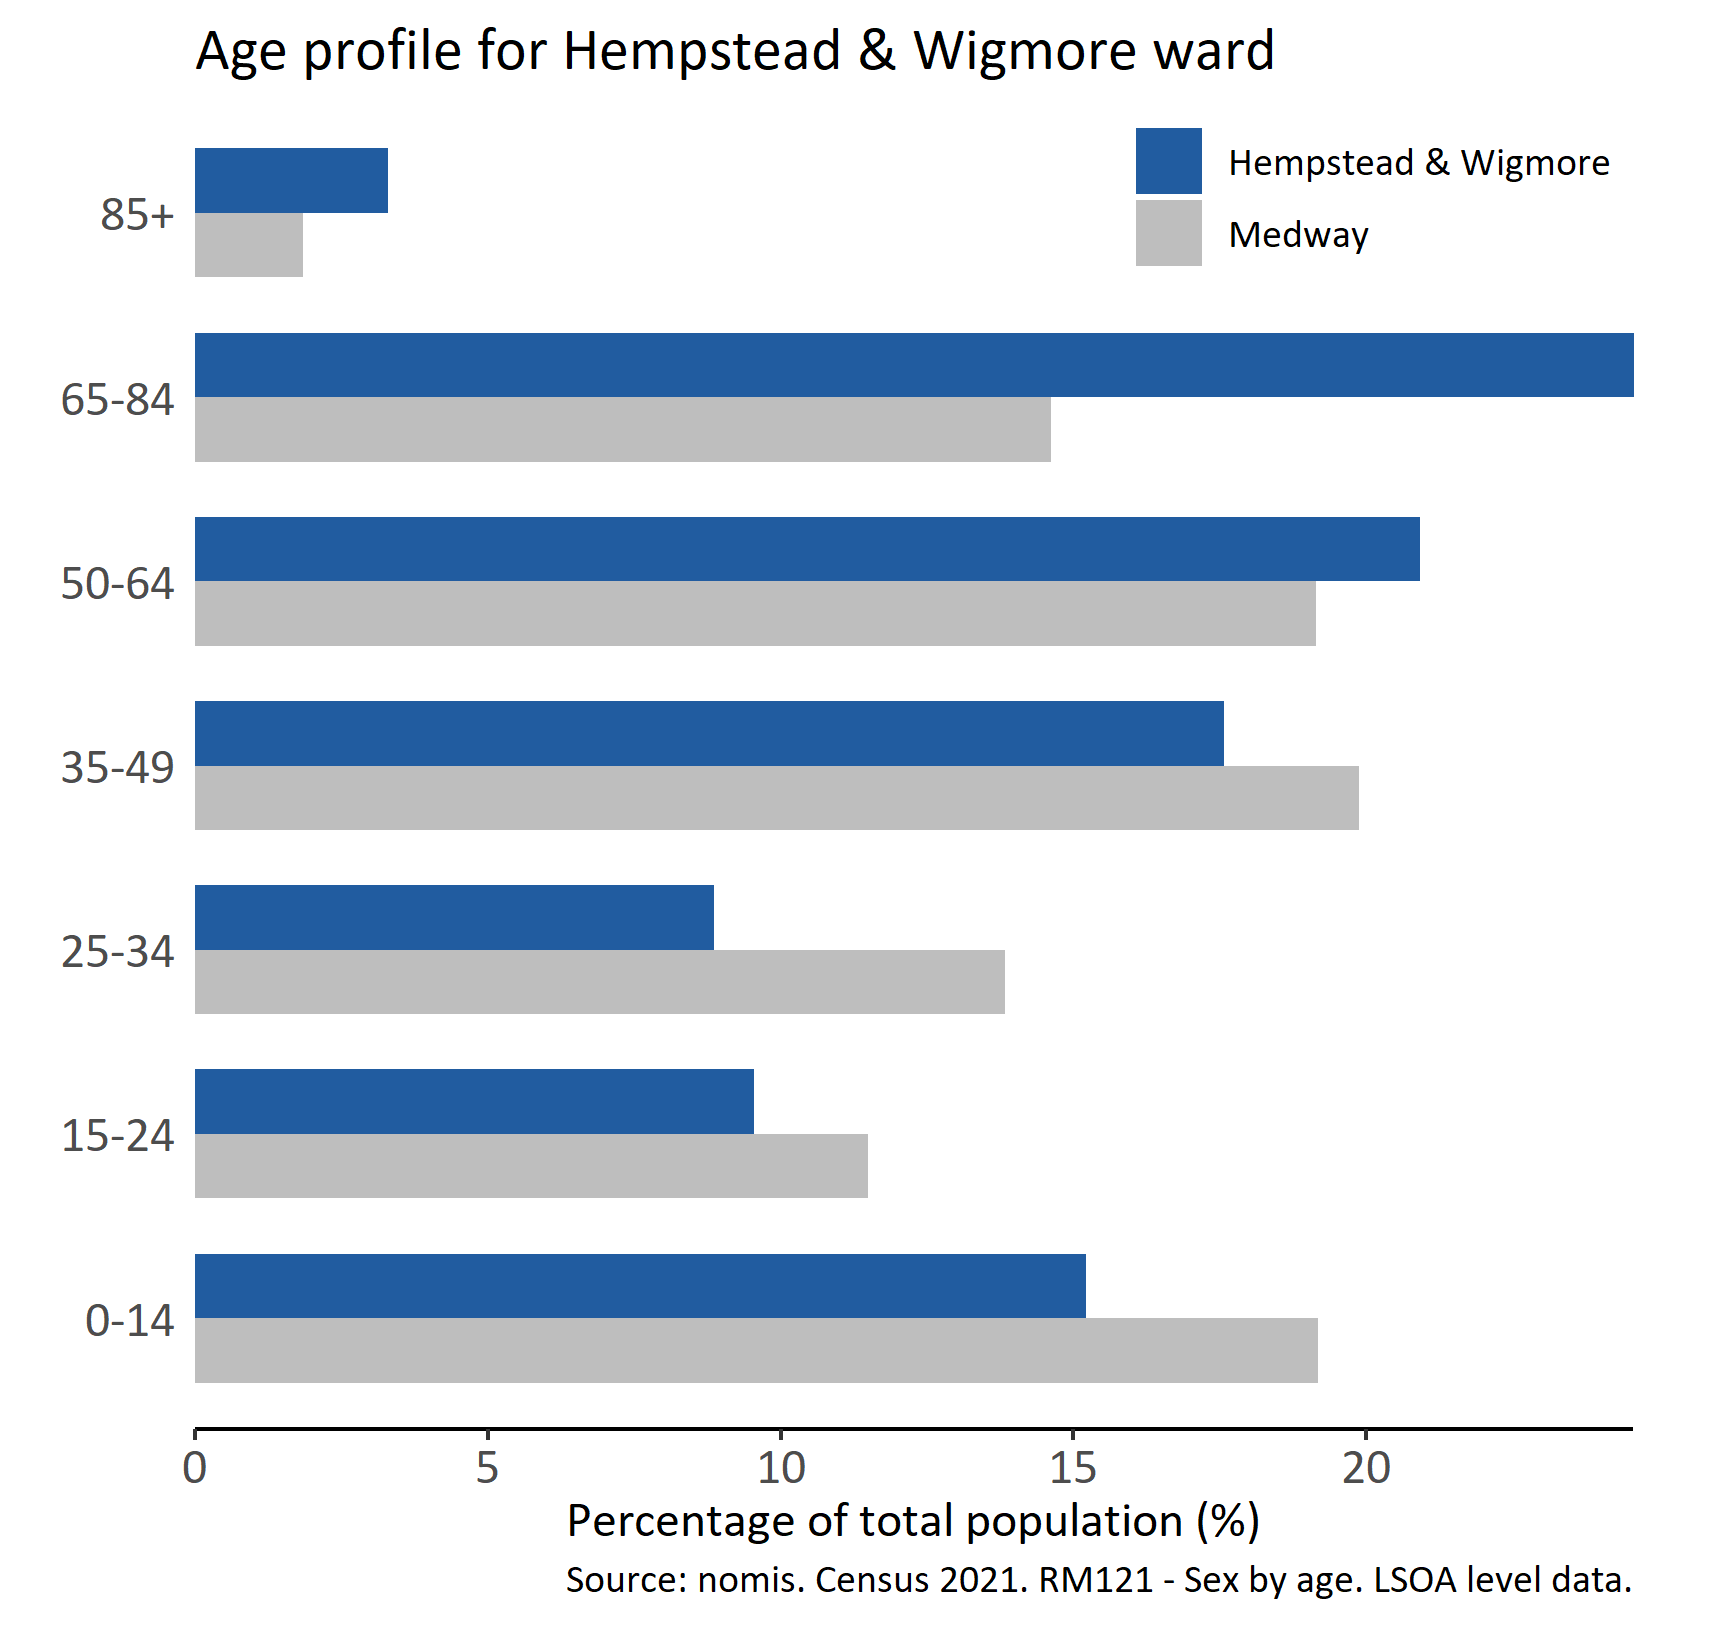 Age profile for Hempstead & Wigmore ward
Hempstead & Wigmore
Medway
85+
65-84
50-64
35-49
25-34
15-24
0-14
0 5 10 15 20
Percentage of total population (%)
Source: nomis. Census 2021. RM121 - Sex by age. LSOA level data.